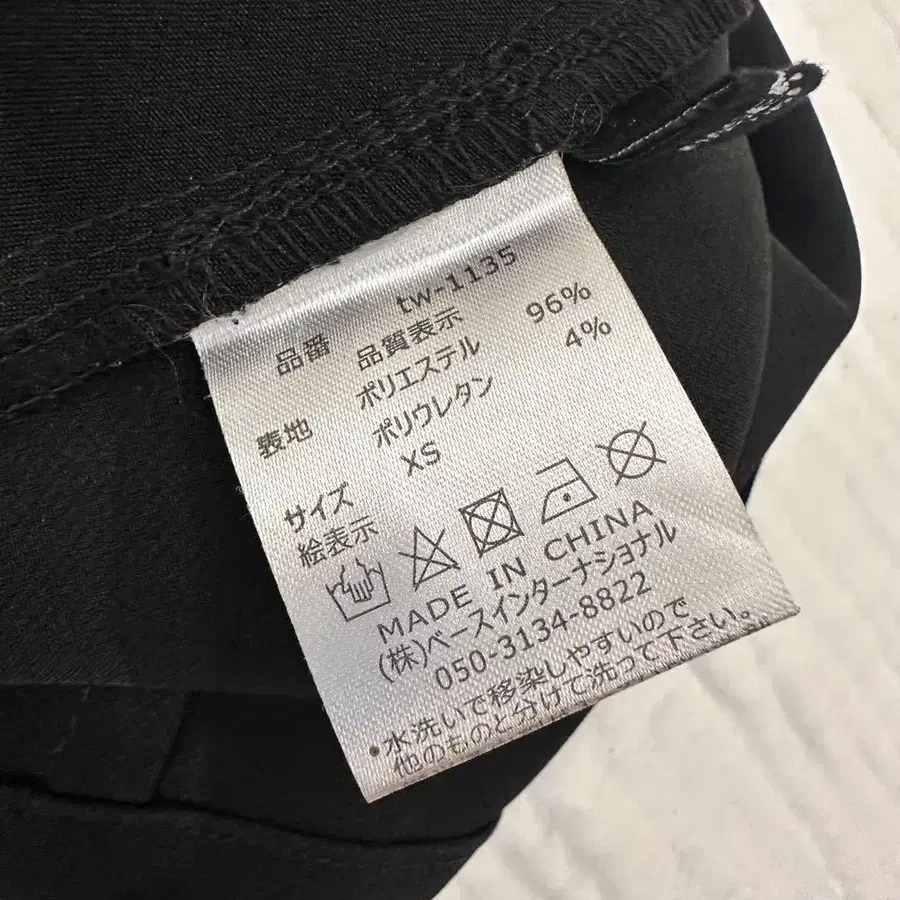 品番 tw-1135
品質表示
表地 ポリエステル 96%
ポリウレタン 4%
サイズ XS
絵表示
MADE IN CHINA
(株)ベースインターナショナル
050-3134-8822
・水洗いで移染しやすいので
他のものと分けて洗って下さい。